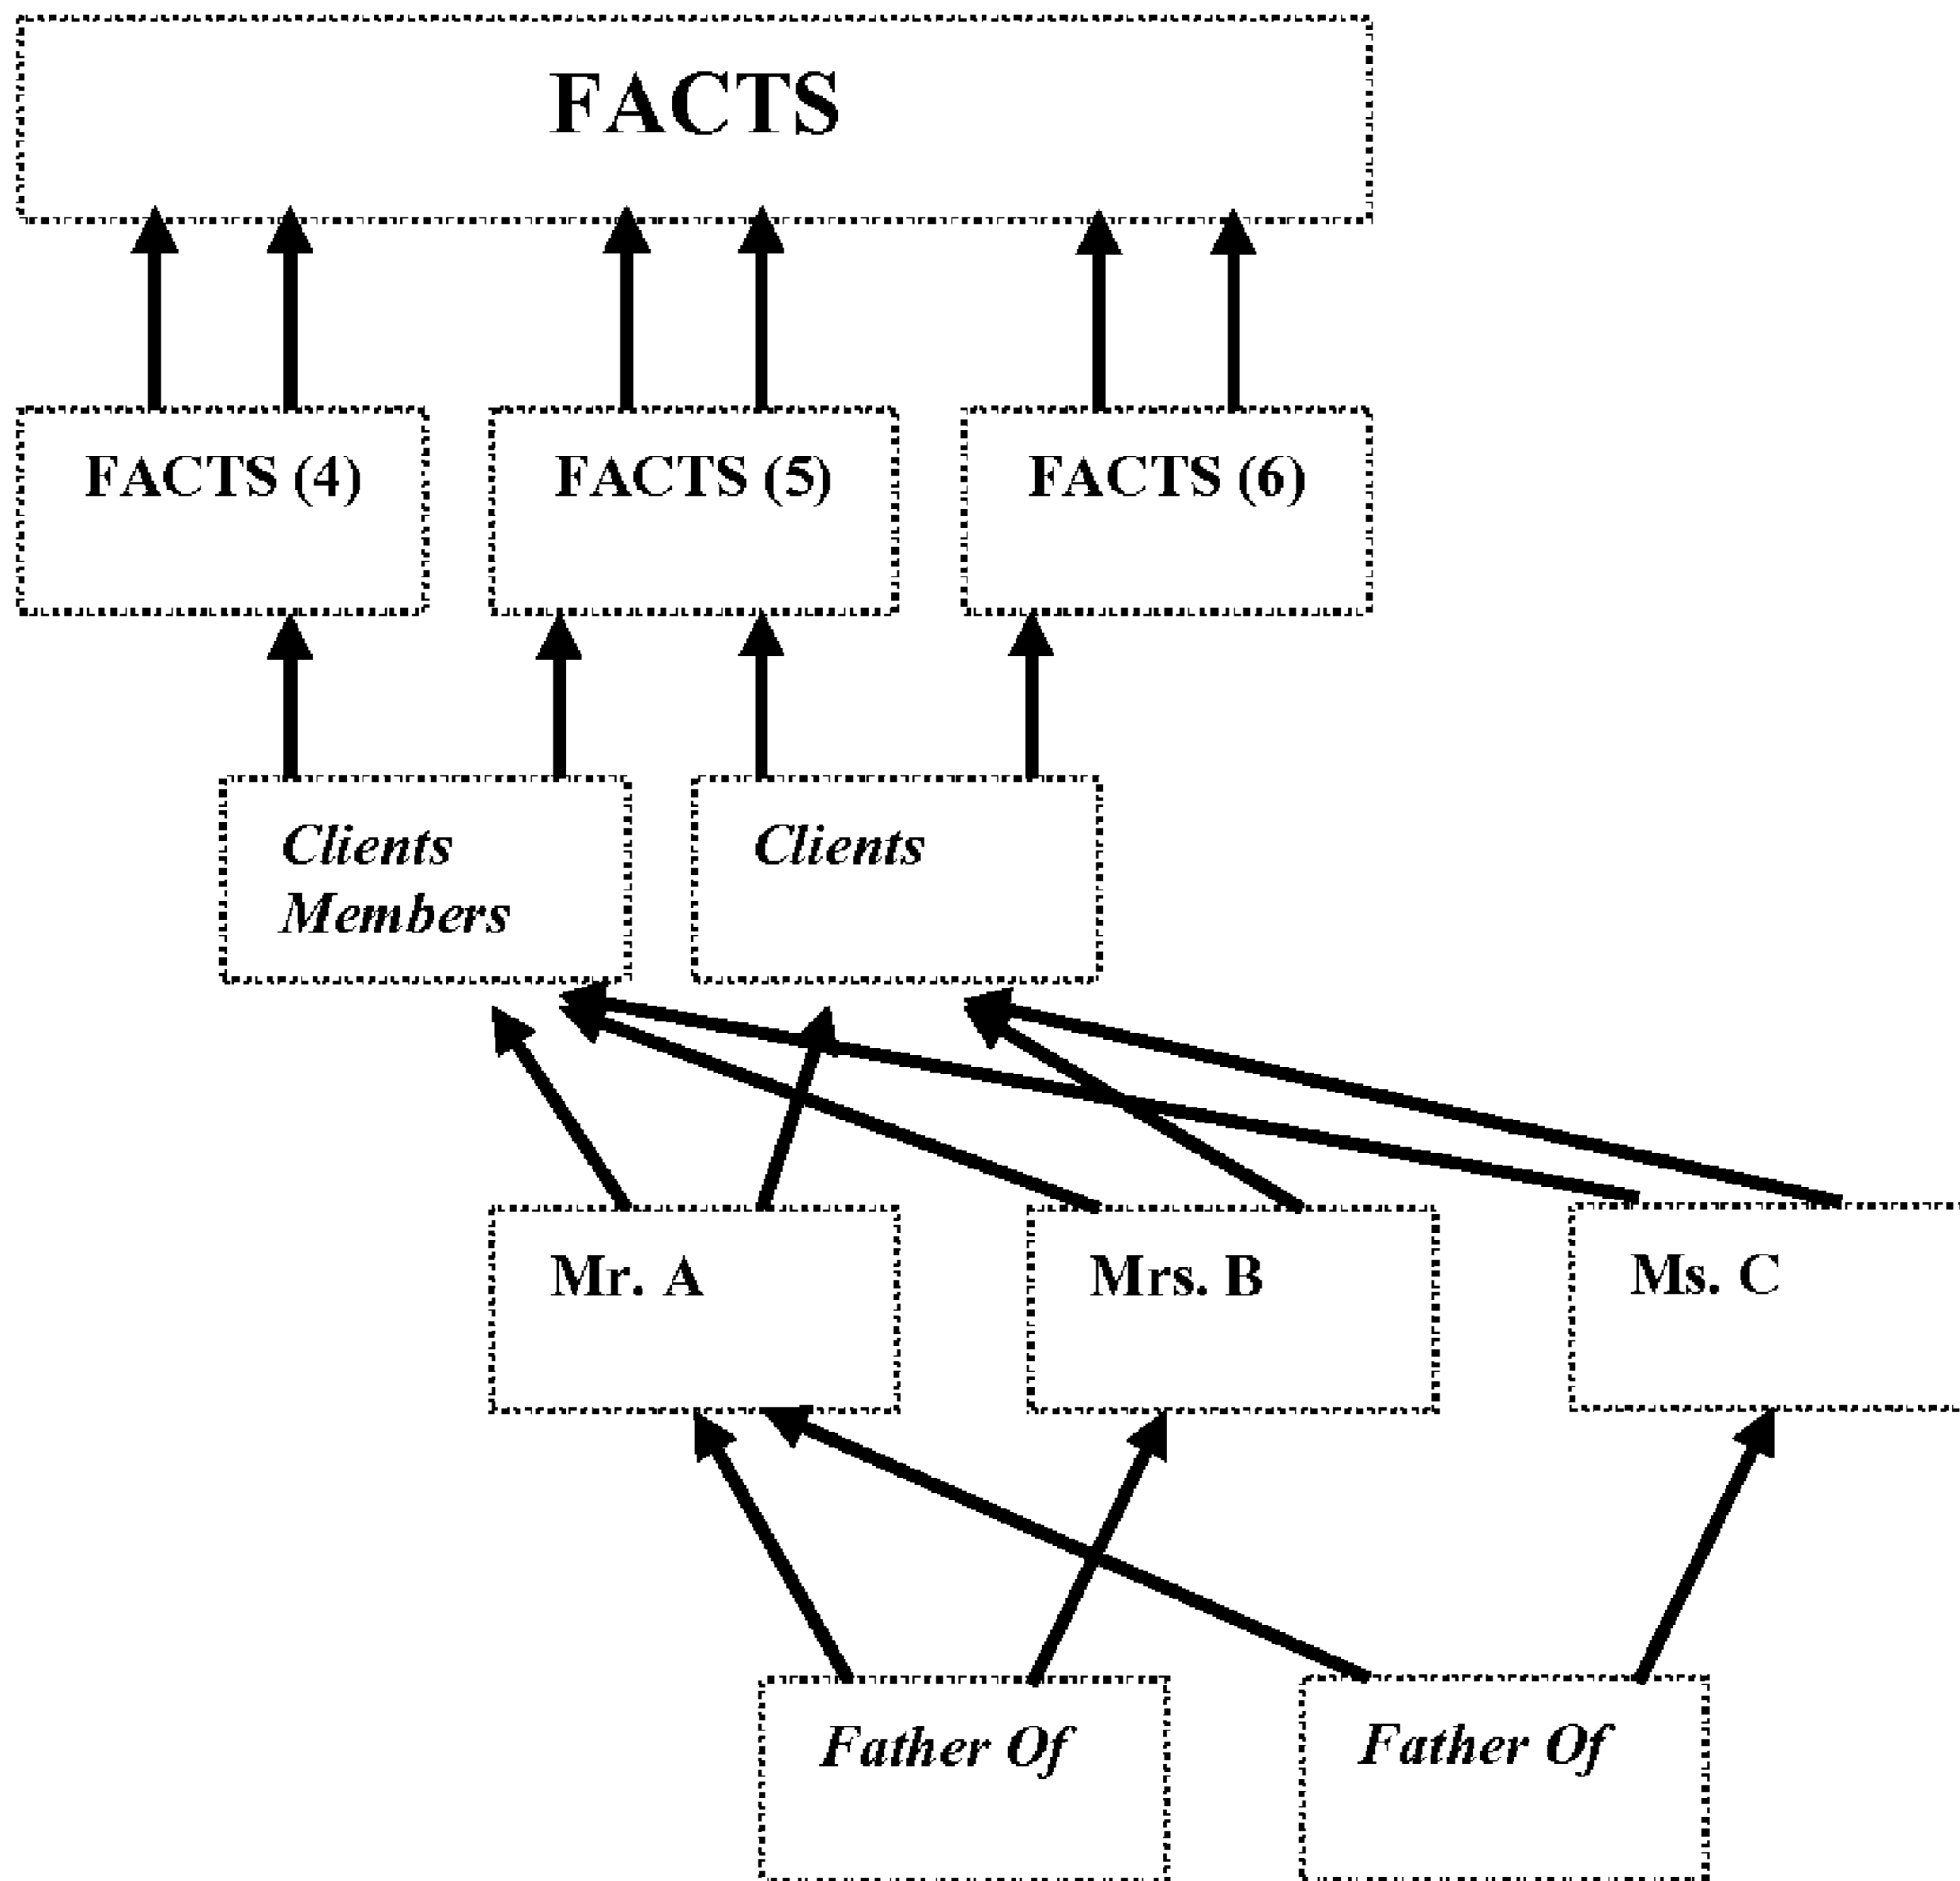 FACTS
FACTS (4)
FACTS (5)
FACTS (6)
Clients
Members
Clients
Mr. A
Mrs. B
Ms. C
Father Of
Father Of